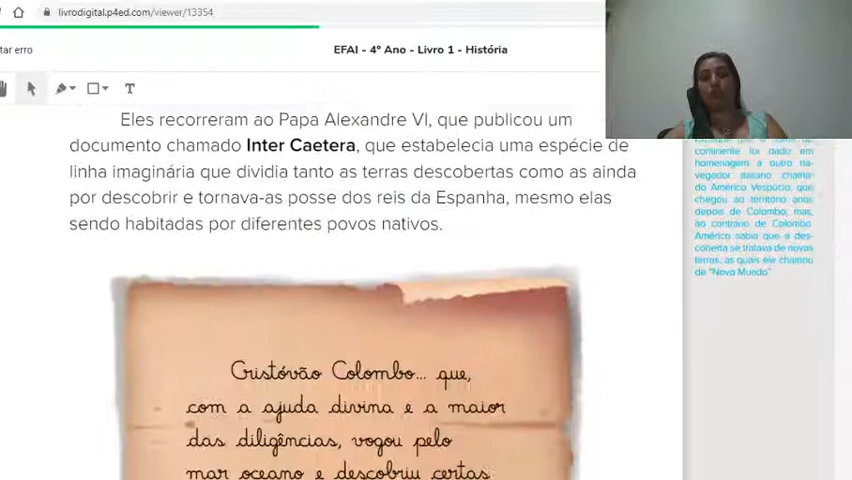 livrodigital.p4ed.com/viewer/13354
tar erro
EFAI - 4º Ano - Livro 1 - História
T
Eles recorreram ao Papa Alexandre VI, que publicou um
documento chamado Inter Caetera, que estabelecia uma espécie de
linha imaginária que dividia tanto as terras descobertas como as ainda
por descobrir e tornava-as posse dos reis da Espanha, mesmo elas
sendo habitadas por diferentes povos nativos.
continente foi dado em
homenagem a outro na-
vegador italiano chama-
do Américo Vespúcio, que
chegou ao território anos
depois de Colombo, mas,
ao contrário de Colombo
Américo sabia que a des-
coberta se tratava de novas
terras, as quais ele chamou
de "Novo Mundo"
Cristóvão Colombo... que,
com a ajuda divina e a maior
das diligências, vogou pelo
mar oceano e descobriu certas